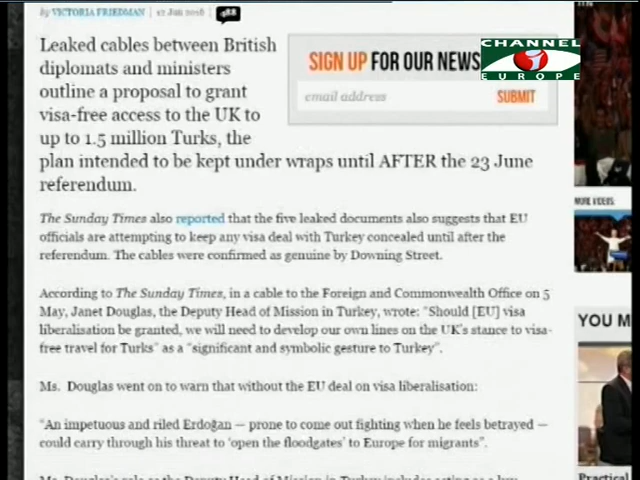 by VICTORIA FRIEDMAN | 12 Jun 2016 | 488
Leaked cables between British
diplomats and ministers
outline a proposal to grant
visa-free access to the UK to
up to 1.5 million Turks, the
plan intended to be kept under wraps until AFTER the 23 June
referendum.
SIGN UP FOR OUR NEWS
email address SUBMIT
CHANNEL
i
EUROPE
The Sunday Times also reported that the five leaked documents also suggests that EU
officials are attempting to keep any visa deal with Turkey concealed until after the
referendum. The cables were confirmed as genuine by Downing Street.
According to The Sunday Times, in a cable to the Foreign and Commonwealth Office on 5
May, Janet Douglas, the Deputy Head of Mission in Turkey, wrote: “Should [EU] visa
liberalisation be granted, we will need to develop our own lines on the UK’s stance to visa-
free travel for Turks” as a “significant and symbolic gesture to Turkey”.
Ms. Douglas went on to warn that without the EU deal on visa liberalisation:
“An impetuous and riled Erdoğan — prone to come out fighting when he feels betrayed —
could carry through his threat to ‘open the floodgates’ to Europe for migrants”.
MORE VIDEOS
YOU M
Practical